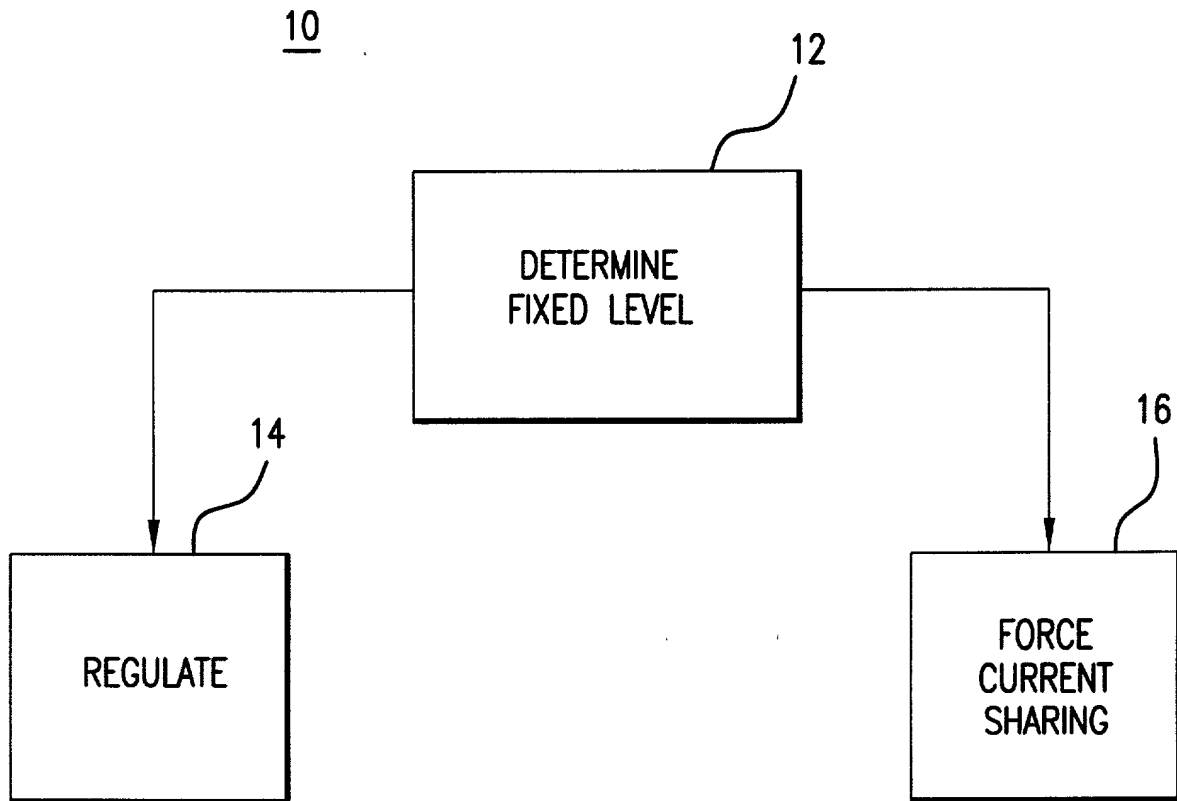 10
12
DETERMINE
FIXED LEVEL
14
16
REGULATE
FORCE
CURRENT
SHARING